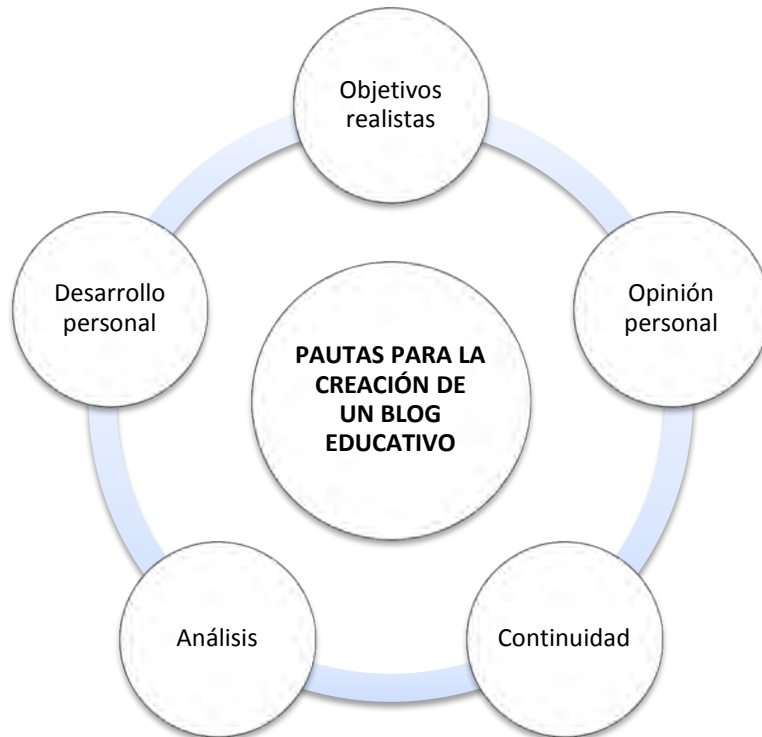 Objetivos
realistas
Opinión
personal
Continuidad
Análisis
Desarrollo
personal
PAUTAS PARA LA
CREACIÓN DE
UN BLOG
EDUCATIVO